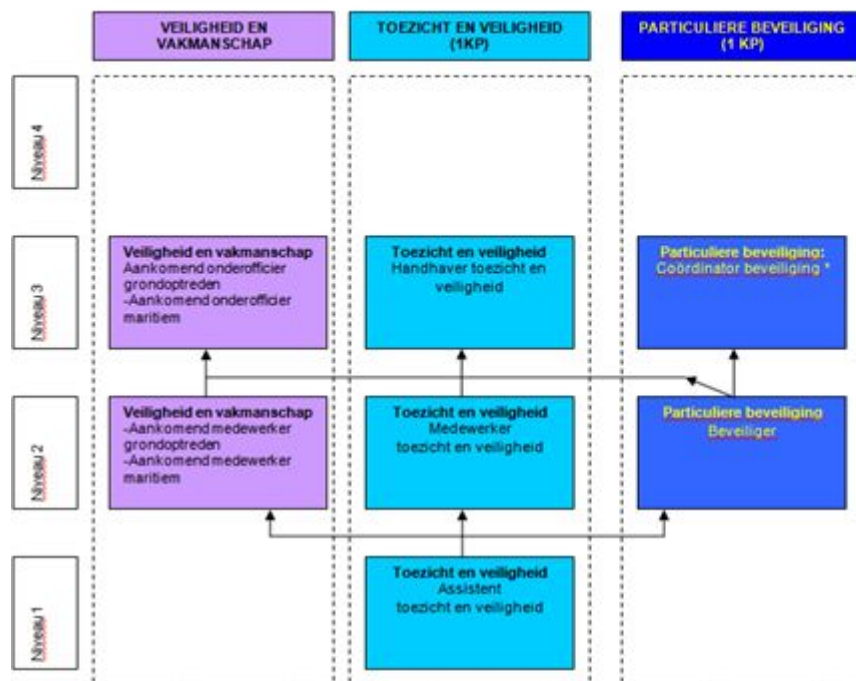 VEILIGHEID EN
VAKMANSCHAP
TOEZICHT EN VEILIGHEID
(1KP)
PARTICULIERE BEVEILIGING
(1 KP)
Niveau 4
Niveau 3
Veiligheid en vakmanschap
Aankomend onderofficier
grondoptreden
-Aankomend onderofficier
maritiem
Toezicht en veiligheid
Handhaver toezicht en
veiligheid
Particuliere beveiliging:
Coördinator beveiliging *
Niveau 2
Veiligheid en vakmanschap
-Aankomend medewerker
grondoptreden
-Aankomend medewerker
maritiem
Toezicht en veiligheid
Medewerker
toezicht en veiligheid
Particuliere beveiliging
Beveiliger
Niveau 1
Toezicht en veiligheid
Assistent
toezicht en veiligheid